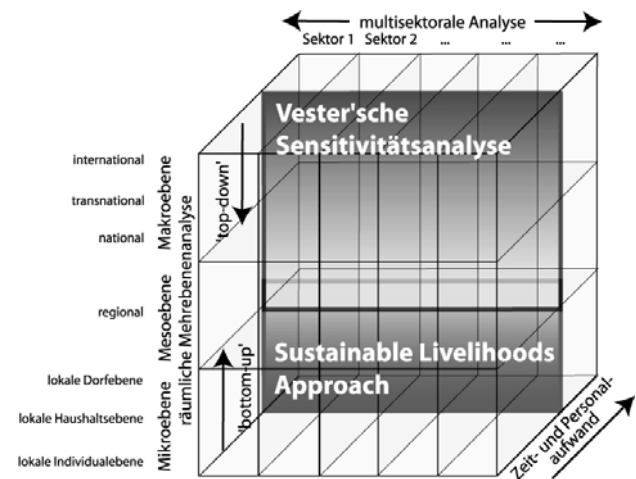 multisektorale Analyse
Sektor 1 Sektor 2 ... ... ...
Vester'sche
Sensitivitätsanalyse
international
transnational
national
regional
lokale Dorfebene
lokale Haushaltsebene
lokale Individualebene
Makroebene
Mesoebene
Mikroebene
räumliche Mehrebenenanalyse
'top-down'
'bottom-up'
Sustainable Livelihoods
Approach
Zeit- und Personal-
aufwand